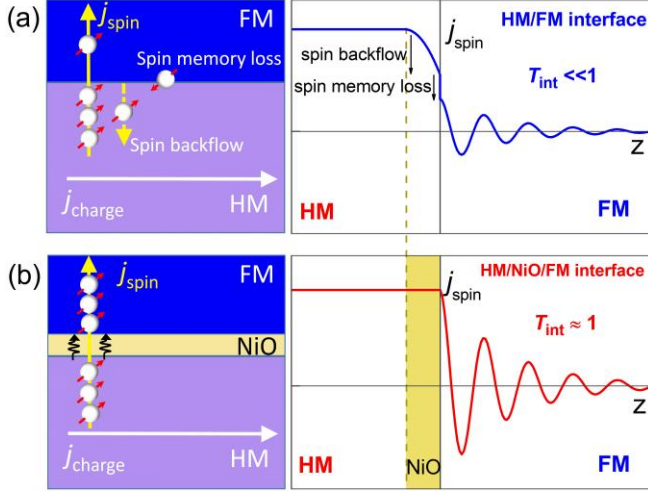 (a)
FM
j_spin
Spin memory loss
Spin backflow
j_charge
HM
j_spin
HM/FM interface
spin backflow
T_int <<1
spin memory loss
z
HM
FM
(b)
j_spin
FM
NiO
j_charge
HM
j_spin
HM/NiO/FM interface
T_int ≈ 1
z
HM
NiO
FM